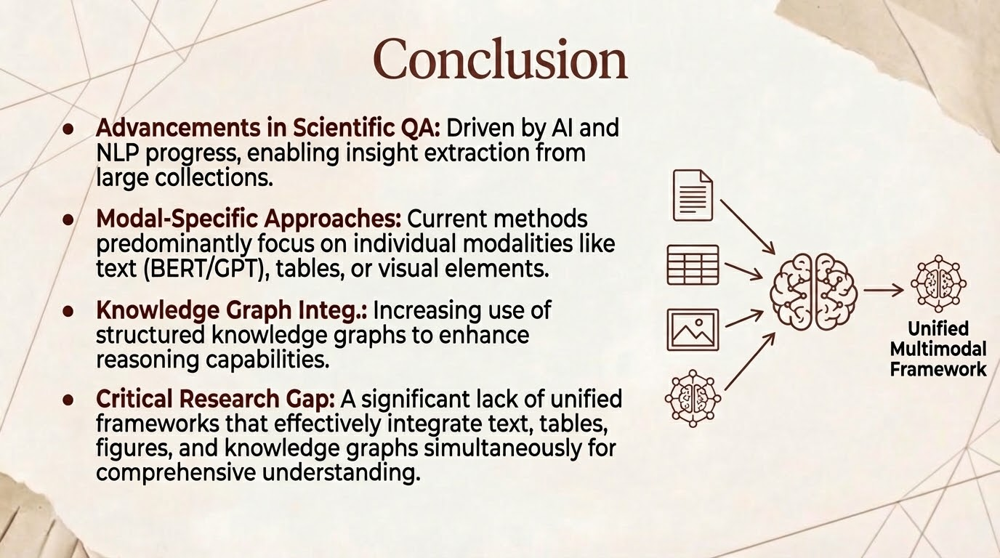 Conclusion
• Advancements in Scientific QA: Driven by AI and
NLP progress, enabling insight extraction from
large collections.
• Modal-Specific Approaches: Current methods
predominantly focus on individual modalities like
text (BERT/GPT), tables, or visual elements.
• Knowledge Graph Integ.: Increasing use of
structured knowledge graphs to enhance
reasoning capabilities.
• Critical Research Gap: A significant lack of unified
frameworks that effectively integrate text, tables,
figures, and knowledge graphs simultaneously for
comprehensive understanding.
Unified
Multimodal
Framework